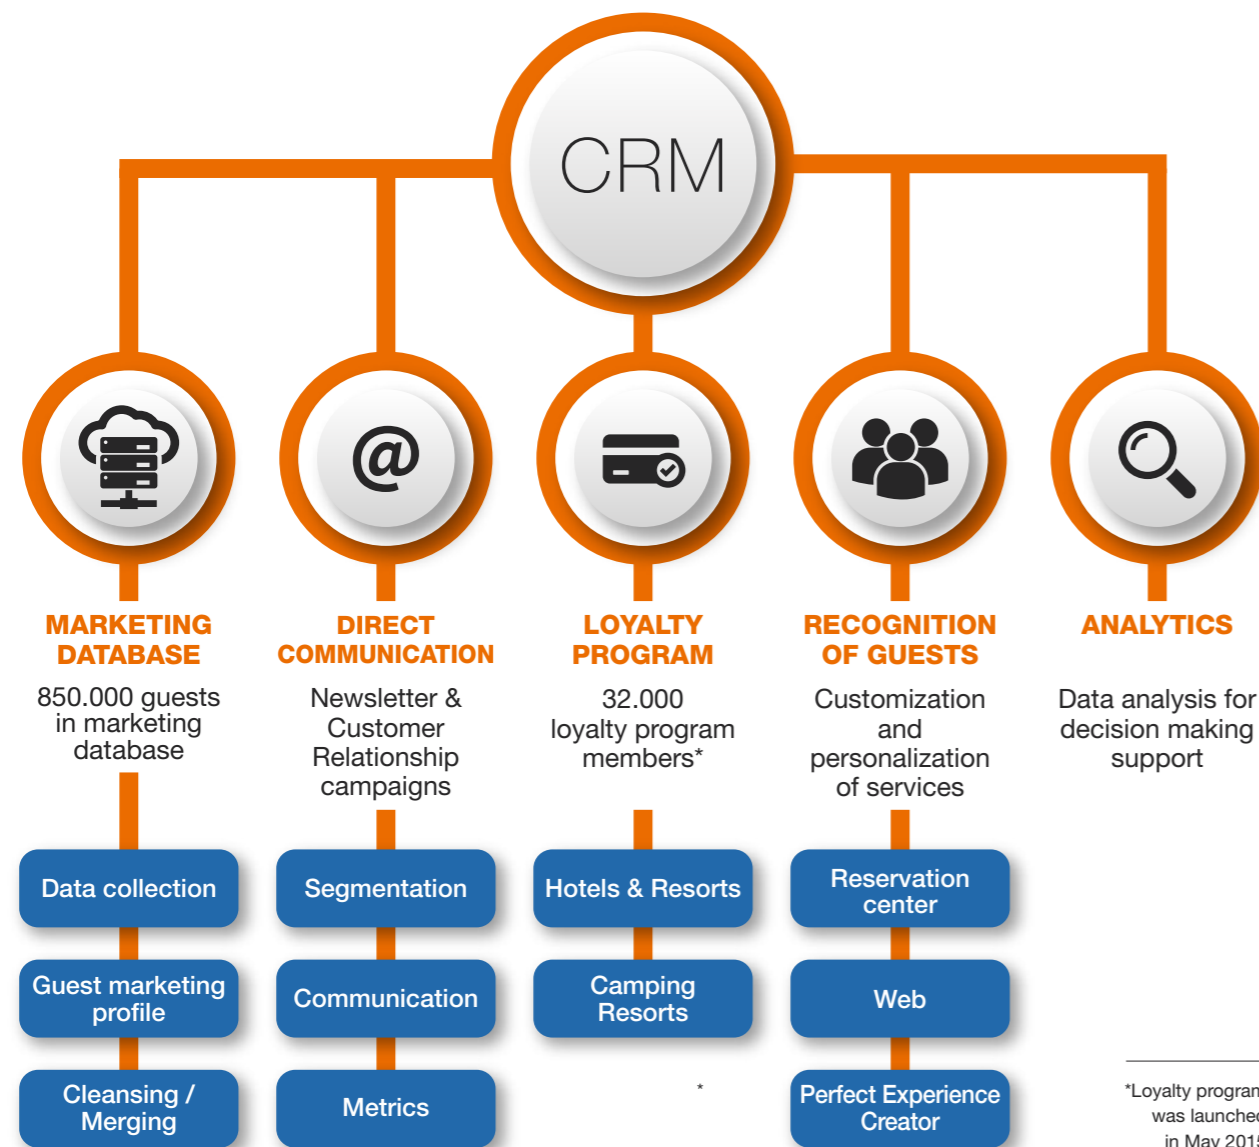 CRM
@
MARKETING
DATABASE
850.000 guests
in marketing
database
Data collection
Guest marketing
profile
Cleansing /
Merging
DIRECT
COMMUNICATION
Newsletter &
Customer
Relationship
campaigns
Segmentation
Communication
Metrics
LOYALTY
PROGRAM
32.000
loyalty program
members*
Hotels & Resorts
Camping
Resorts
*
RECOGNITION
OF GUESTS
Customization
and
personalization
of services
Reservation
center
Web
Perfect Experience
Creator
ANALYTICS
Data analysis for
decision making
support
*Loyalty program
was launched
in May